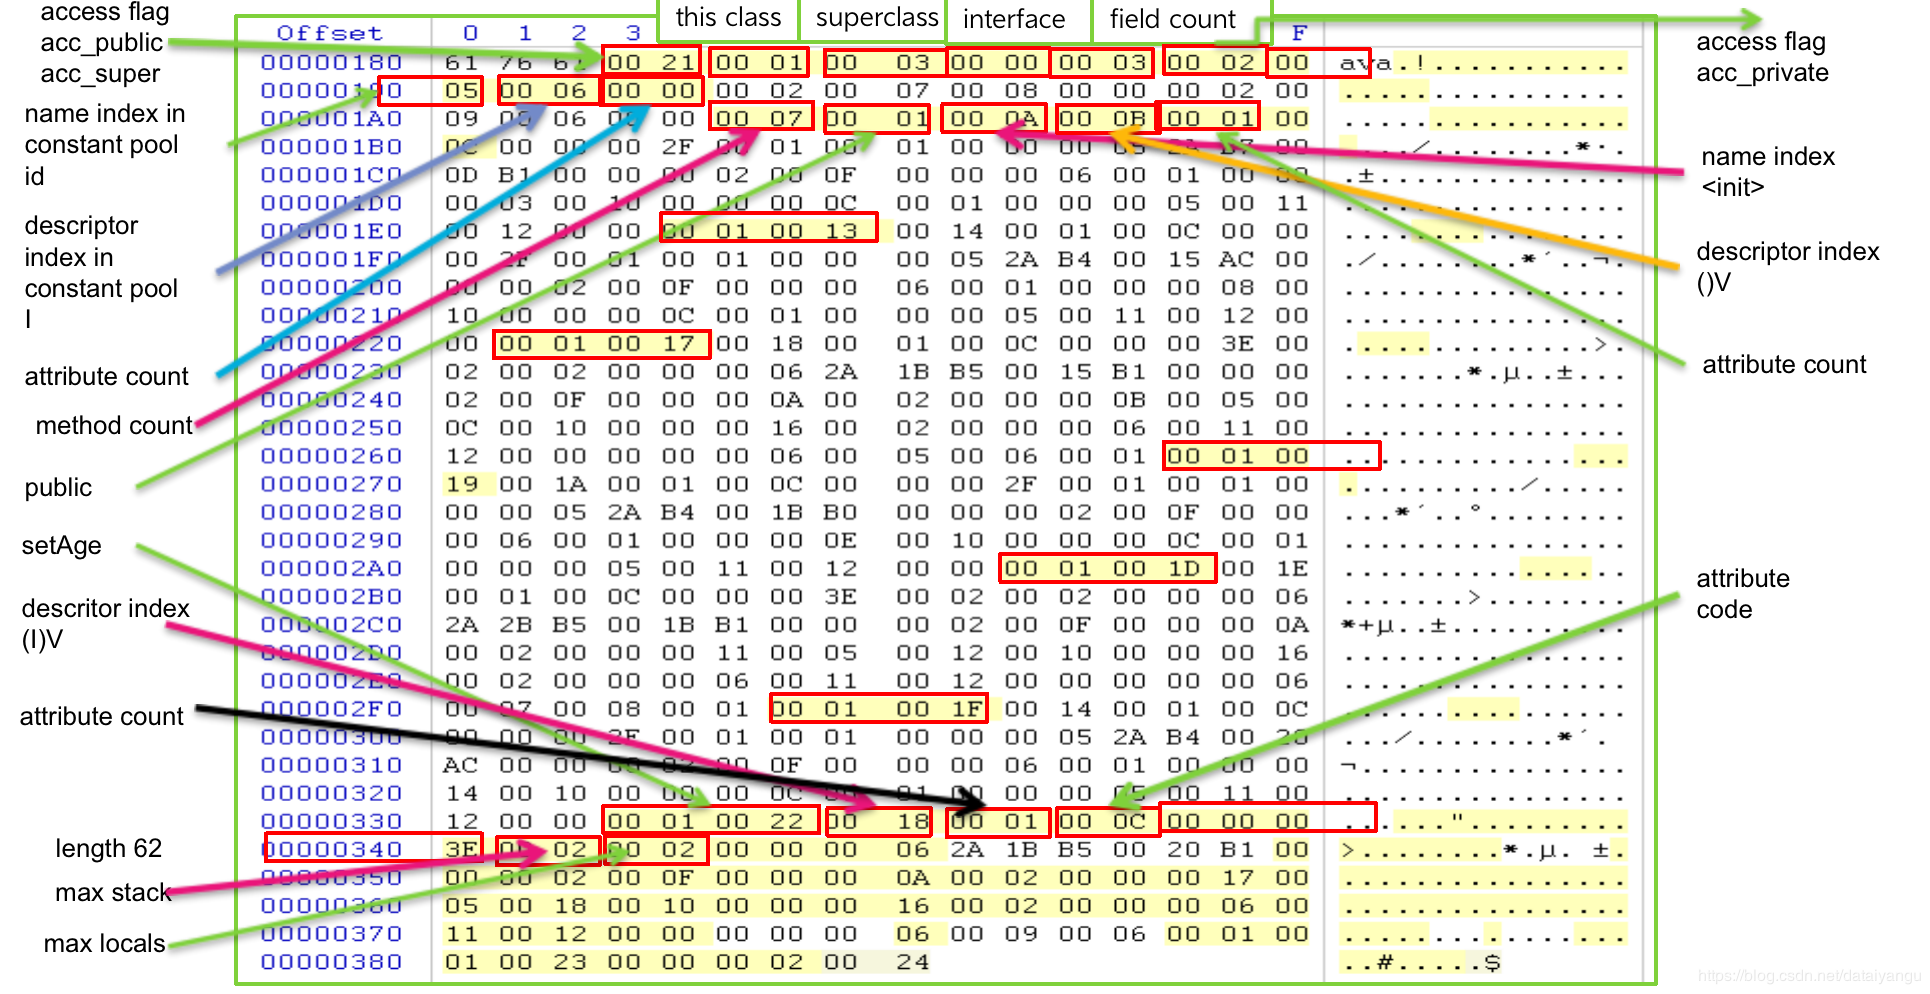 this class superclass interface field count
access flag
acc_public
acc_super
name index in
constant pool
id
descriptor
index in
constant pool
I
attribute count
method count
public
setAge
descritor index
(I)V
attribute count
length 62
max stack
max locals
Offset 0 1 2 3 F
00000180 61 76 61 00 21 00 01 00 03 00 00 00 03 00 02 00 ava.!...........
00000190 05 00 06 00 00 00 02 00 07 00 08 00 00 00 02 00 ................
000001A0 09 00 06 00 00 00 07 00 01 00 0A 00 0B 00 01 00 ................
000001B0 0C 00 00 00 2F 00 01 00 01 00 00 00 05 2A B7 00 ..../........*·.
000001C0 0D B1 00 00 00 02 00 0F 00 00 00 06 00 01 00 00 .±..............
000001D0 00 03 00 10 00 00 00 0C 00 01 00 00 00 05 00 11 ................
000001E0 00 12 00 00 00 01 00 13 00 14 00 01 00 0C 00 00 ................
000001F0 00 2F 00 01 00 01 00 00 00 05 2A B4 00 15 AC 00 ./........*´..¬.
00000200 00 00 02 00 0F 00 00 00 06 00 01 00 00 00 08 00 ................
00000210 10 00 00 00 0C 00 01 00 00 00 05 00 11 00 12 00 ................
00000220 00 00 01 00 17 00 18 00 01 00 0C 00 00 00 3E 00 ..............>.
00000230 02 00 02 00 00 00 06 2A 1B B5 00 15 B1 00 00 00 .......*.µ..±...
00000240 02 00 0F 00 00 00 0A 00 02 00 00 00 0B 00 05 00 ................
00000250 0C 00 10 00 00 00 16 00 02 00 00 00 06 00 11 00 ................
00000260 12 00 00 00 00 00 06 00 05 00 06 00 01 00 01 00 ................
00000270 19 00 1A 00 01 00 0C 00 00 00 2F 00 01 00 01 00 ........../.....
00000280 00 00 05 2A B4 00 1B B0 00 00 00 02 00 0F 00 00 ...*´..°........
00000290 00 06 00 01 00 00 00 0E 00 10 00 00 00 0C 00 01 ................
000002A0 00 00 00 05 00 11 00 12 00 00 00 01 00 1D 00 1E ................
000002B0 00 01 00 0C 00 00 00 3E 00 02 00 02 00 00 00 06 .......>........
000002C0 2A 2B B5 00 1B B1 00 00 00 02 00 0F 00 00 00 0A *+µ..±..........
000002D0 00 02 00 00 00 11 00 05 00 12 00 10 00 00 00 16 ................
000002E0 00 02 00 00 00 06 00 11 00 12 00 00 00 00 00 06 ................
000002F0 00 07 00 08 00 01 00 01 00 1F 00 14 00 01 00 0C ................
00000300 00 00 00 2F 00 01 00 01 00 00 00 05 2A B4 00 20 .../........*´.
00000310 AC 00 00 00 02 00 0F 00 00 00 06 00 01 00 00 00 ¬...............
00000320 14 00 10 00 00 00 0C 00 01 00 00 00 05 00 11 00 ................
00000330 12 00 00 00 01 00 22 00 18 00 01 00 0C 00 00 00 ......".........
00000340 3E 00 02 00 02 00 00 00 06 2A 1B B5 00 20 B1 00 >........*.µ. ±.
00000350 00 00 02 00 0F 00 00 00 0A 00 02 00 00 00 17 00 ................
00000360 05 00 18 00 10 00 00 00 16 00 02 00 00 00 06 00 ................
00000370 11 00 12 00 00 00 00 00 06 00 09 00 06 00 01 00 ................
00000380 01 00 23 00 00 00 02 00 24 ..#.....$
access flag
acc_private
name index
<init>
descriptor index
()V
attribute count
attribute
code
https://blog.csdn.net/dataiyangu